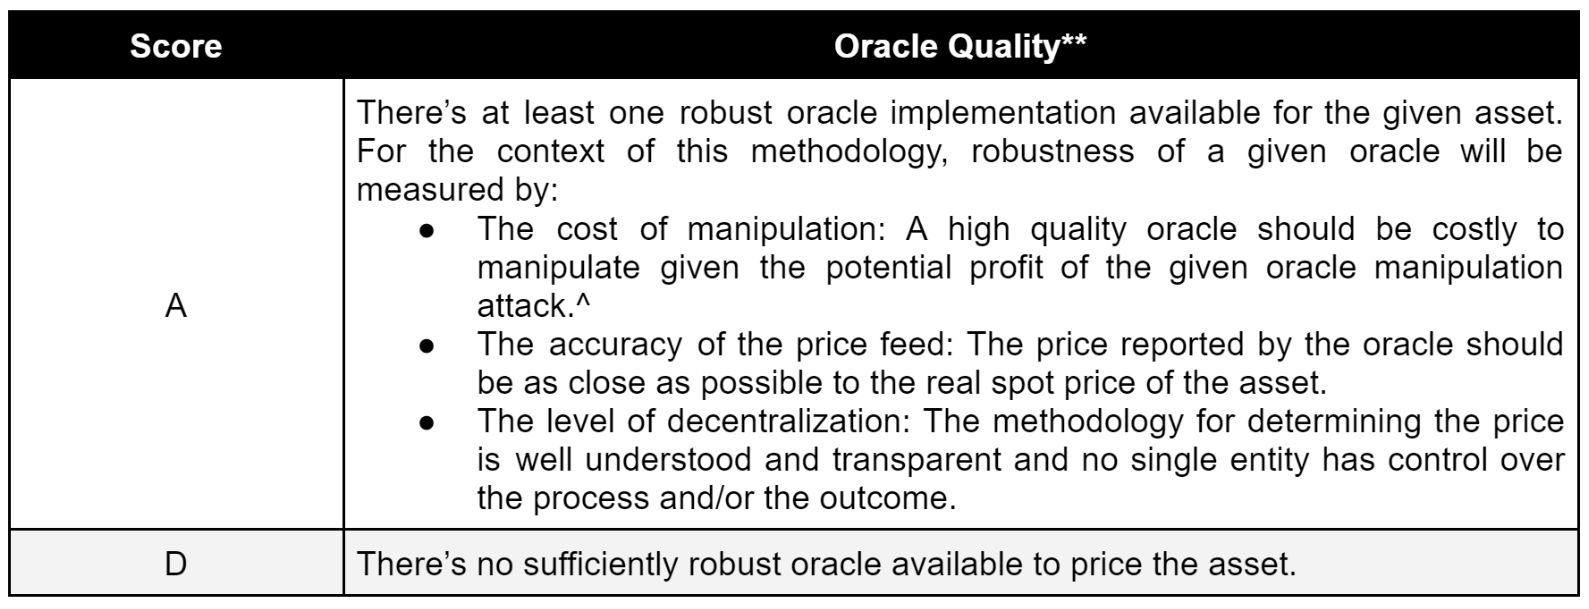 Score
Oracle Quality**
A
There’s at least one robust oracle implementation available for the given asset.
For the context of this methodology, robustness of a given oracle will be
measured by:
● The cost of manipulation: A high quality oracle should be costly to
manipulate given the potential profit of the given oracle manipulation
attack.^
● The accuracy of the price feed: The price reported by the oracle should
be as close as possible to the real spot price of the asset.
● The level of decentralization: The methodology for determining the price
is well understood and transparent and no single entity has control over
the process and/or the outcome.
D
There’s no sufficiently robust oracle available to price the asset.